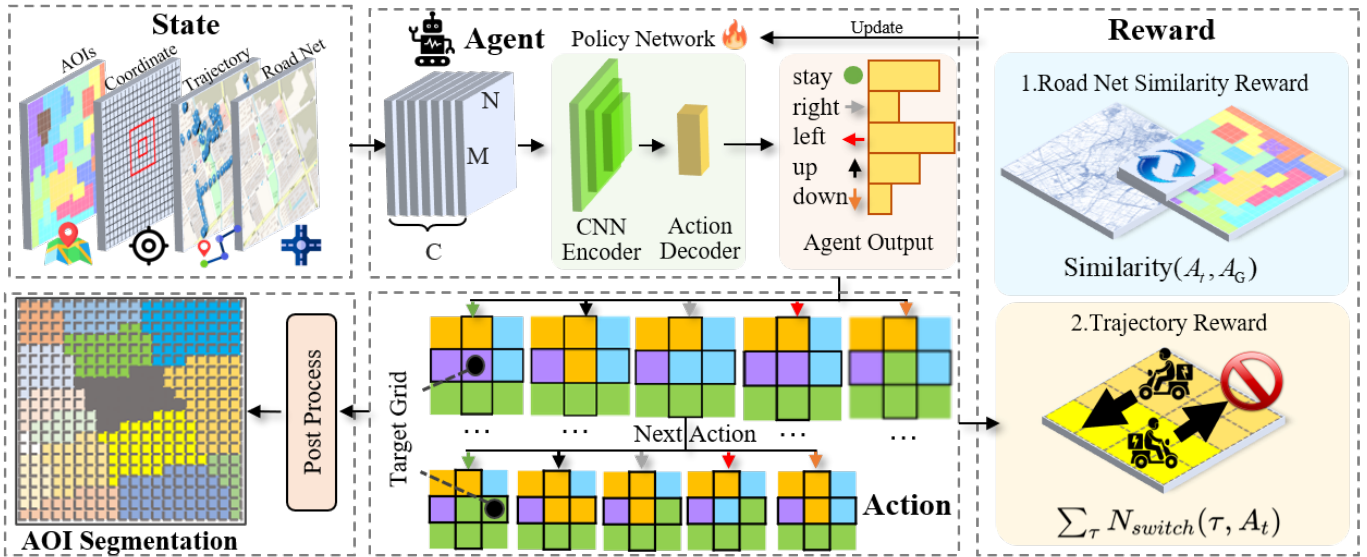 State
AOIs
Coordinate
Trajectory
Road Net
Agent
Policy Network
Update
N
M
C
CNN
Encoder
Action
Decoder
stay
right
left
up
down
Agent Output
Reward
1.Road Net Similarity Reward
Similarity(A_t, A_G)
2.Trajectory Reward
∑_τ N_{switch}(τ, A_t)
AOI Segmentation
Post Process
Target Grid
...
...
Next Action
...
...
Action